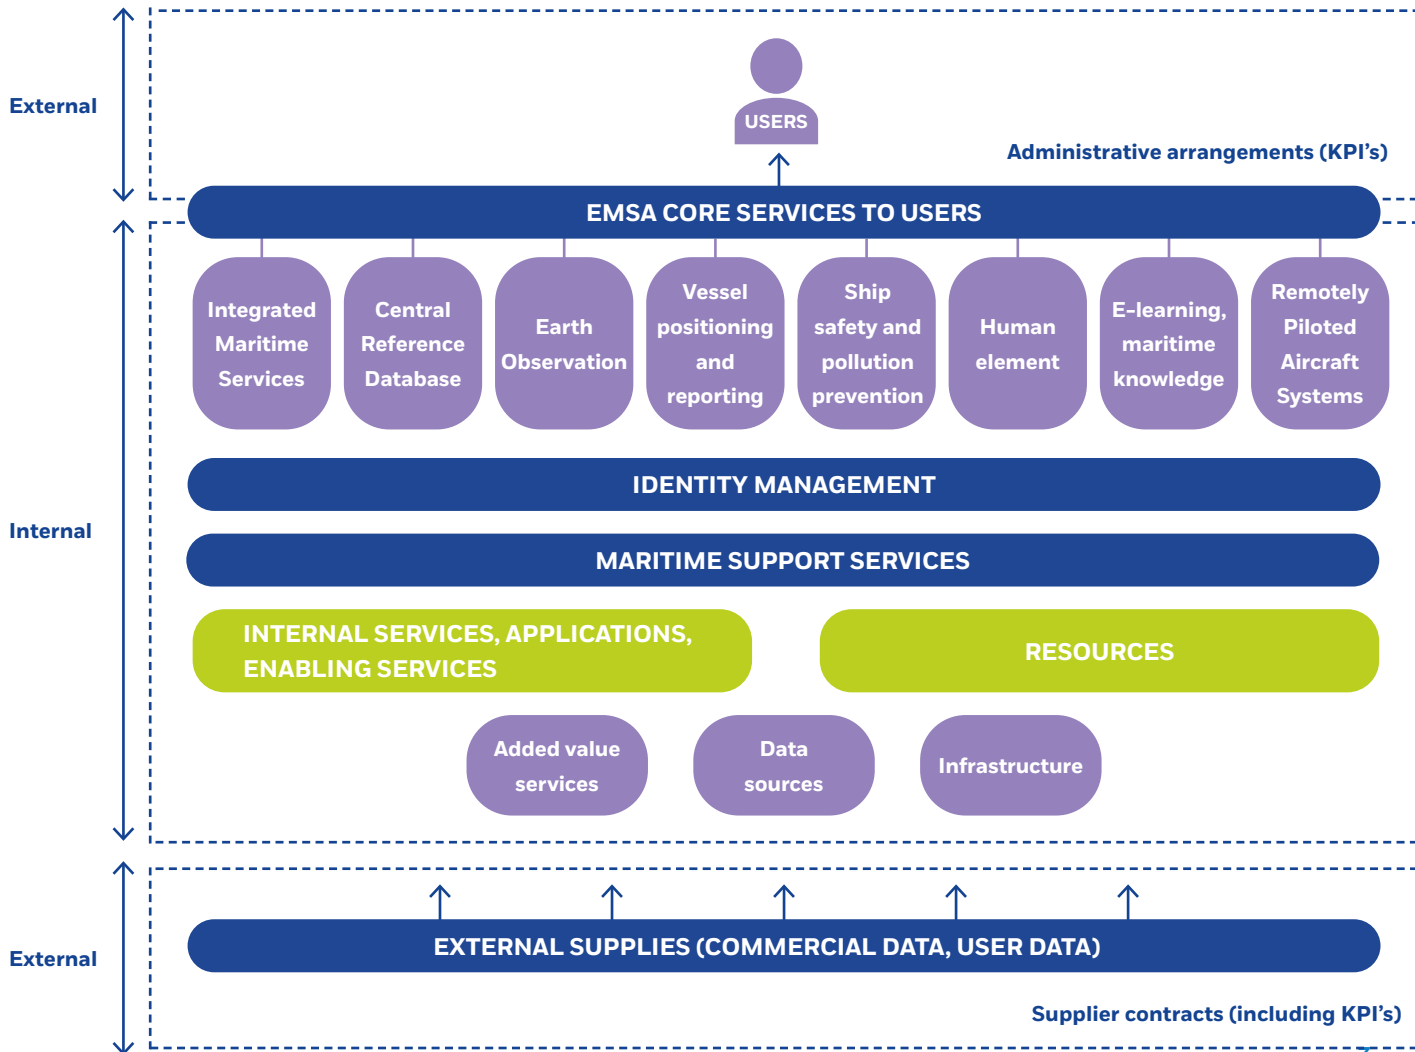 External
USERS
Administrative arrangements (KPI's)
EMSA CORE SERVICES TO USERS
Integrated
Maritime
Services
Central
Reference
Database
Earth
Observation
Vessel
positioning
and
reporting
Ship
safety and
pollution
prevention
Human
element
E-learning,
maritime
knowledge
Remotely
Piloted
Aircraft
Systems
Internal
IDENTITY MANAGEMENT
MARITIME SUPPORT SERVICES
INTERNAL SERVICES, APPLICATIONS,
ENABLING SERVICES
RESOURCES
Added value
services
Data
sources
Infrastructure
External
EXTERNAL SUPPLIES (COMMERCIAL DATA, USER DATA)
Supplier contracts (including KPI's)